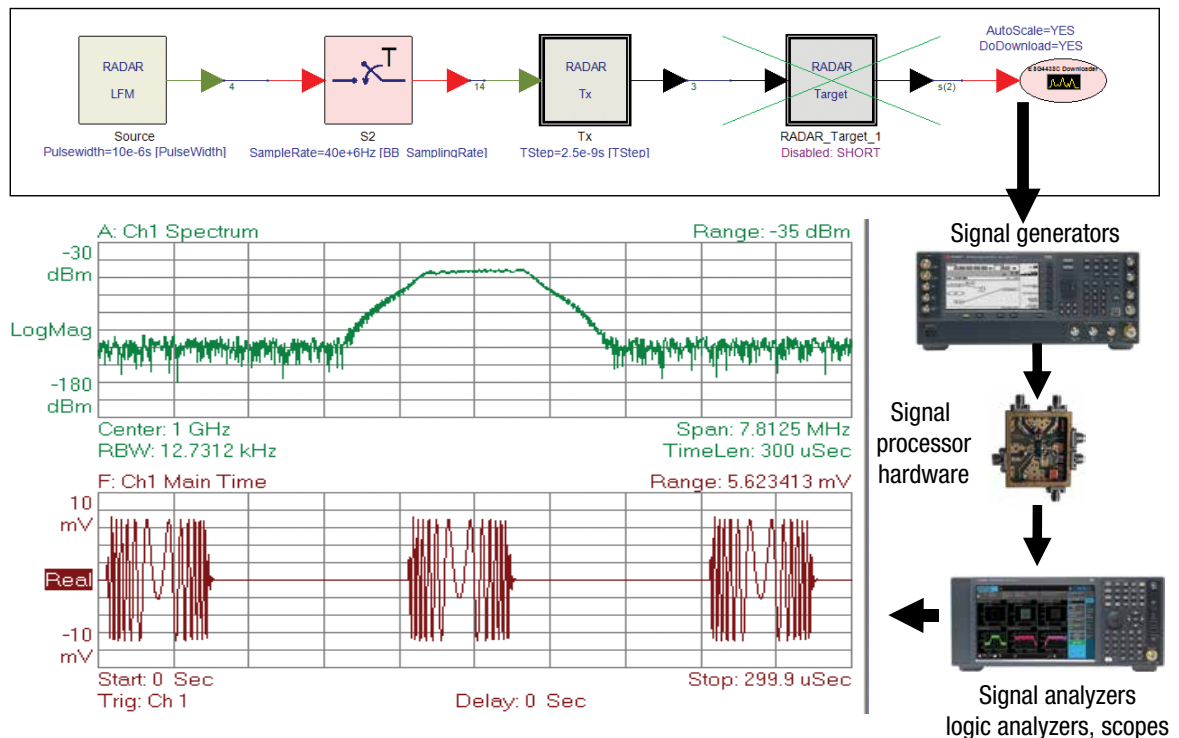 AutoScale=YES
DoDownload=YES
RADAR
LFM
T
RADAR
Tx
RADAR
Target
ESG4438C Downloader
4
14
3
s(2)
Source
Pulsewidth=10e-6s [PulseWidth]
S2
SampleRate=40e+6Hz [BB_SamplingRate]
Tx
TStep=2.5e-9s [TStep]
RADAR_Target_1
Disabled: SHORT
A: Ch1 Spectrum
Range: -35 dBm
-30
dBm
LogMag
-180
dBm
Center: 1 GHz
Span: 7.8125 MHz
RBW: 12.7312 kHz
TimeLen: 300 uSec
F: Ch1 Main Time
Range: 5.623413 mV
10
mV
Real
-10
mV
Start: 0 Sec
Stop: 299.9 uSec
Trig: Ch 1
Delay: 0 Sec
Signal generators
Signal
processor
hardware
Signal analyzers
logic analyzers, scopes